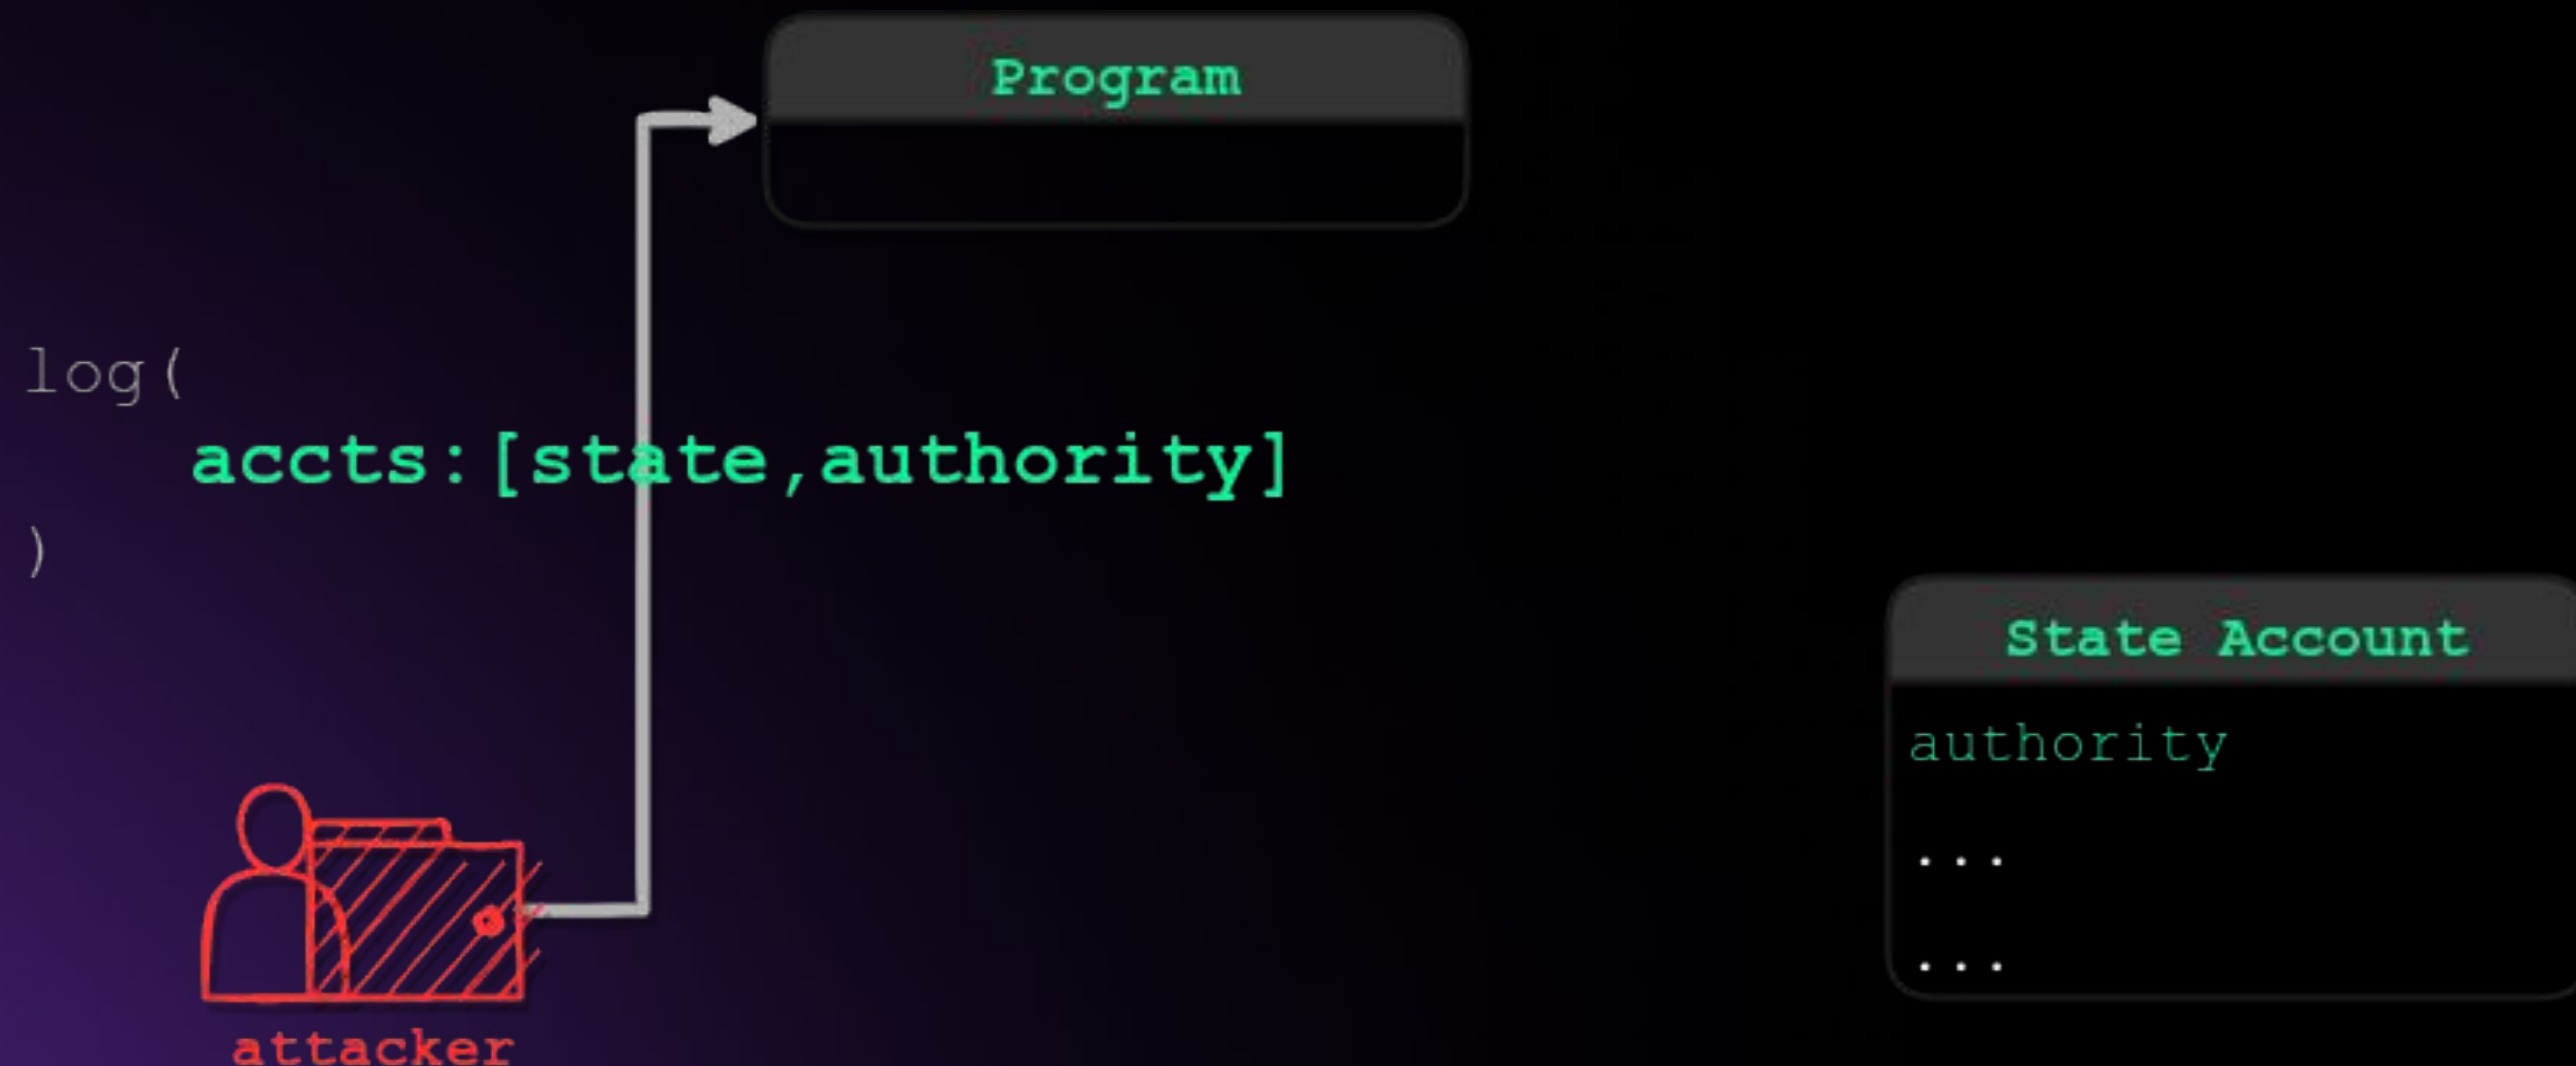 Program
log(
accts:[state,authority]
)
State Account
authority
...
...
attacker